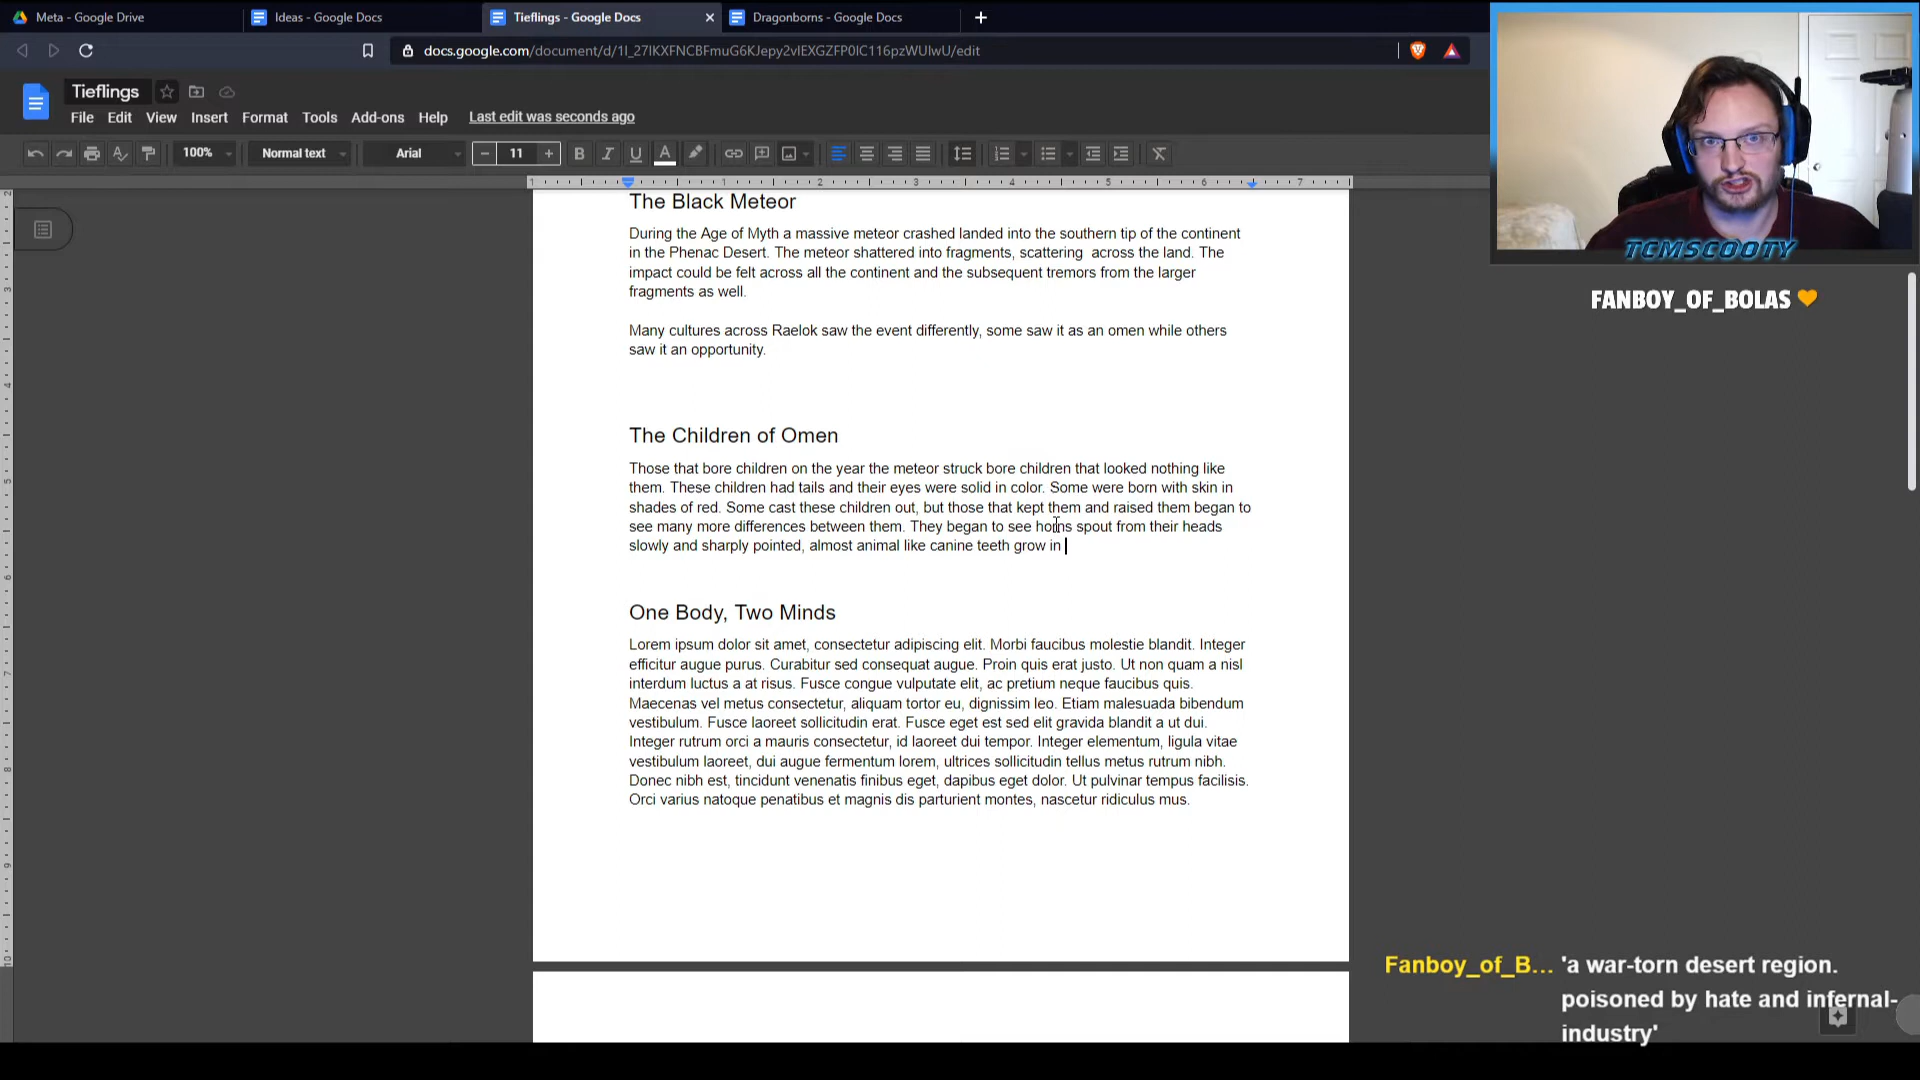 Meta - Google Drive
Ideas - Google Docs
Tieflings - Google Docs
Dragonborns - Google Docs
docs.google.com/document/d/1I_27IKXFNCBFmuG6KJepy2vIEXGZFP0IC116pzWUIwU/edit
Tieflings
File Edit View Insert Format Tools Add-ons Help Last edit was seconds ago
100% Normal text Arial 11
1 1 2 3 4 5 6 7
TCMSCOOTY
FANBOY_OF_BOLAS
The Black Meteor
During the Age of Myth a massive meteor crashed landed into the southern tip of the continent
in the Phenac Desert. The meteor shattered into fragments, scattering  across the land. The
impact could be felt across all the continent and the subsequent tremors from the larger
fragments as well.
Many cultures across Raelok saw the event differently, some saw it as an omen while others
saw it an opportunity.
The Children of Omen
Those that bore children on the year the meteor struck bore children that looked nothing like
them. These children had tails and their eyes were solid in color. Some were born with skin in
shades of red. Some cast these children out, but those that kept them and raised them began to
see many more differences between them. They began to see horns spout from their heads
slowly and sharply pointed, almost animal like canine teeth grow in
One Body, Two Minds
Lorem ipsum dolor sit amet, consectetur adipiscing elit. Morbi faucibus molestie blandit. Integer
efficitur augue purus. Curabitur sed consequat augue. Proin quis erat justo. Ut non quam a nisl
interdum luctus a at risus. Fusce congue vulputate elit, ac pretium neque faucibus quis.
Maecenas vel metus consectetur, aliquam tortor eu, dignissim leo. Etiam malesuada bibendum
vestibulum. Fusce laoreet sollicitudin erat. Fusce eget est sed elit gravida blandit a ut dui.
Integer rutrum orci a mauris consectetur, id laoreet dui tempor. Integer elementum, ligula vitae
vestibulum laoreet, dui augue fermentum lorem, ultrices sollicitudin tellus metus rutrum nibh.
Donec nibh est, tincidunt venenatis finibus eget, dapibus eget dolor. Ut pulvinar tempus facilisis.
Orci varius natoque penatibus et magnis dis parturient montes, nascetur ridiculus mus.
Fanboy_of_B... 'a war-torn desert region.
poisoned by hate and infernal-
industry'